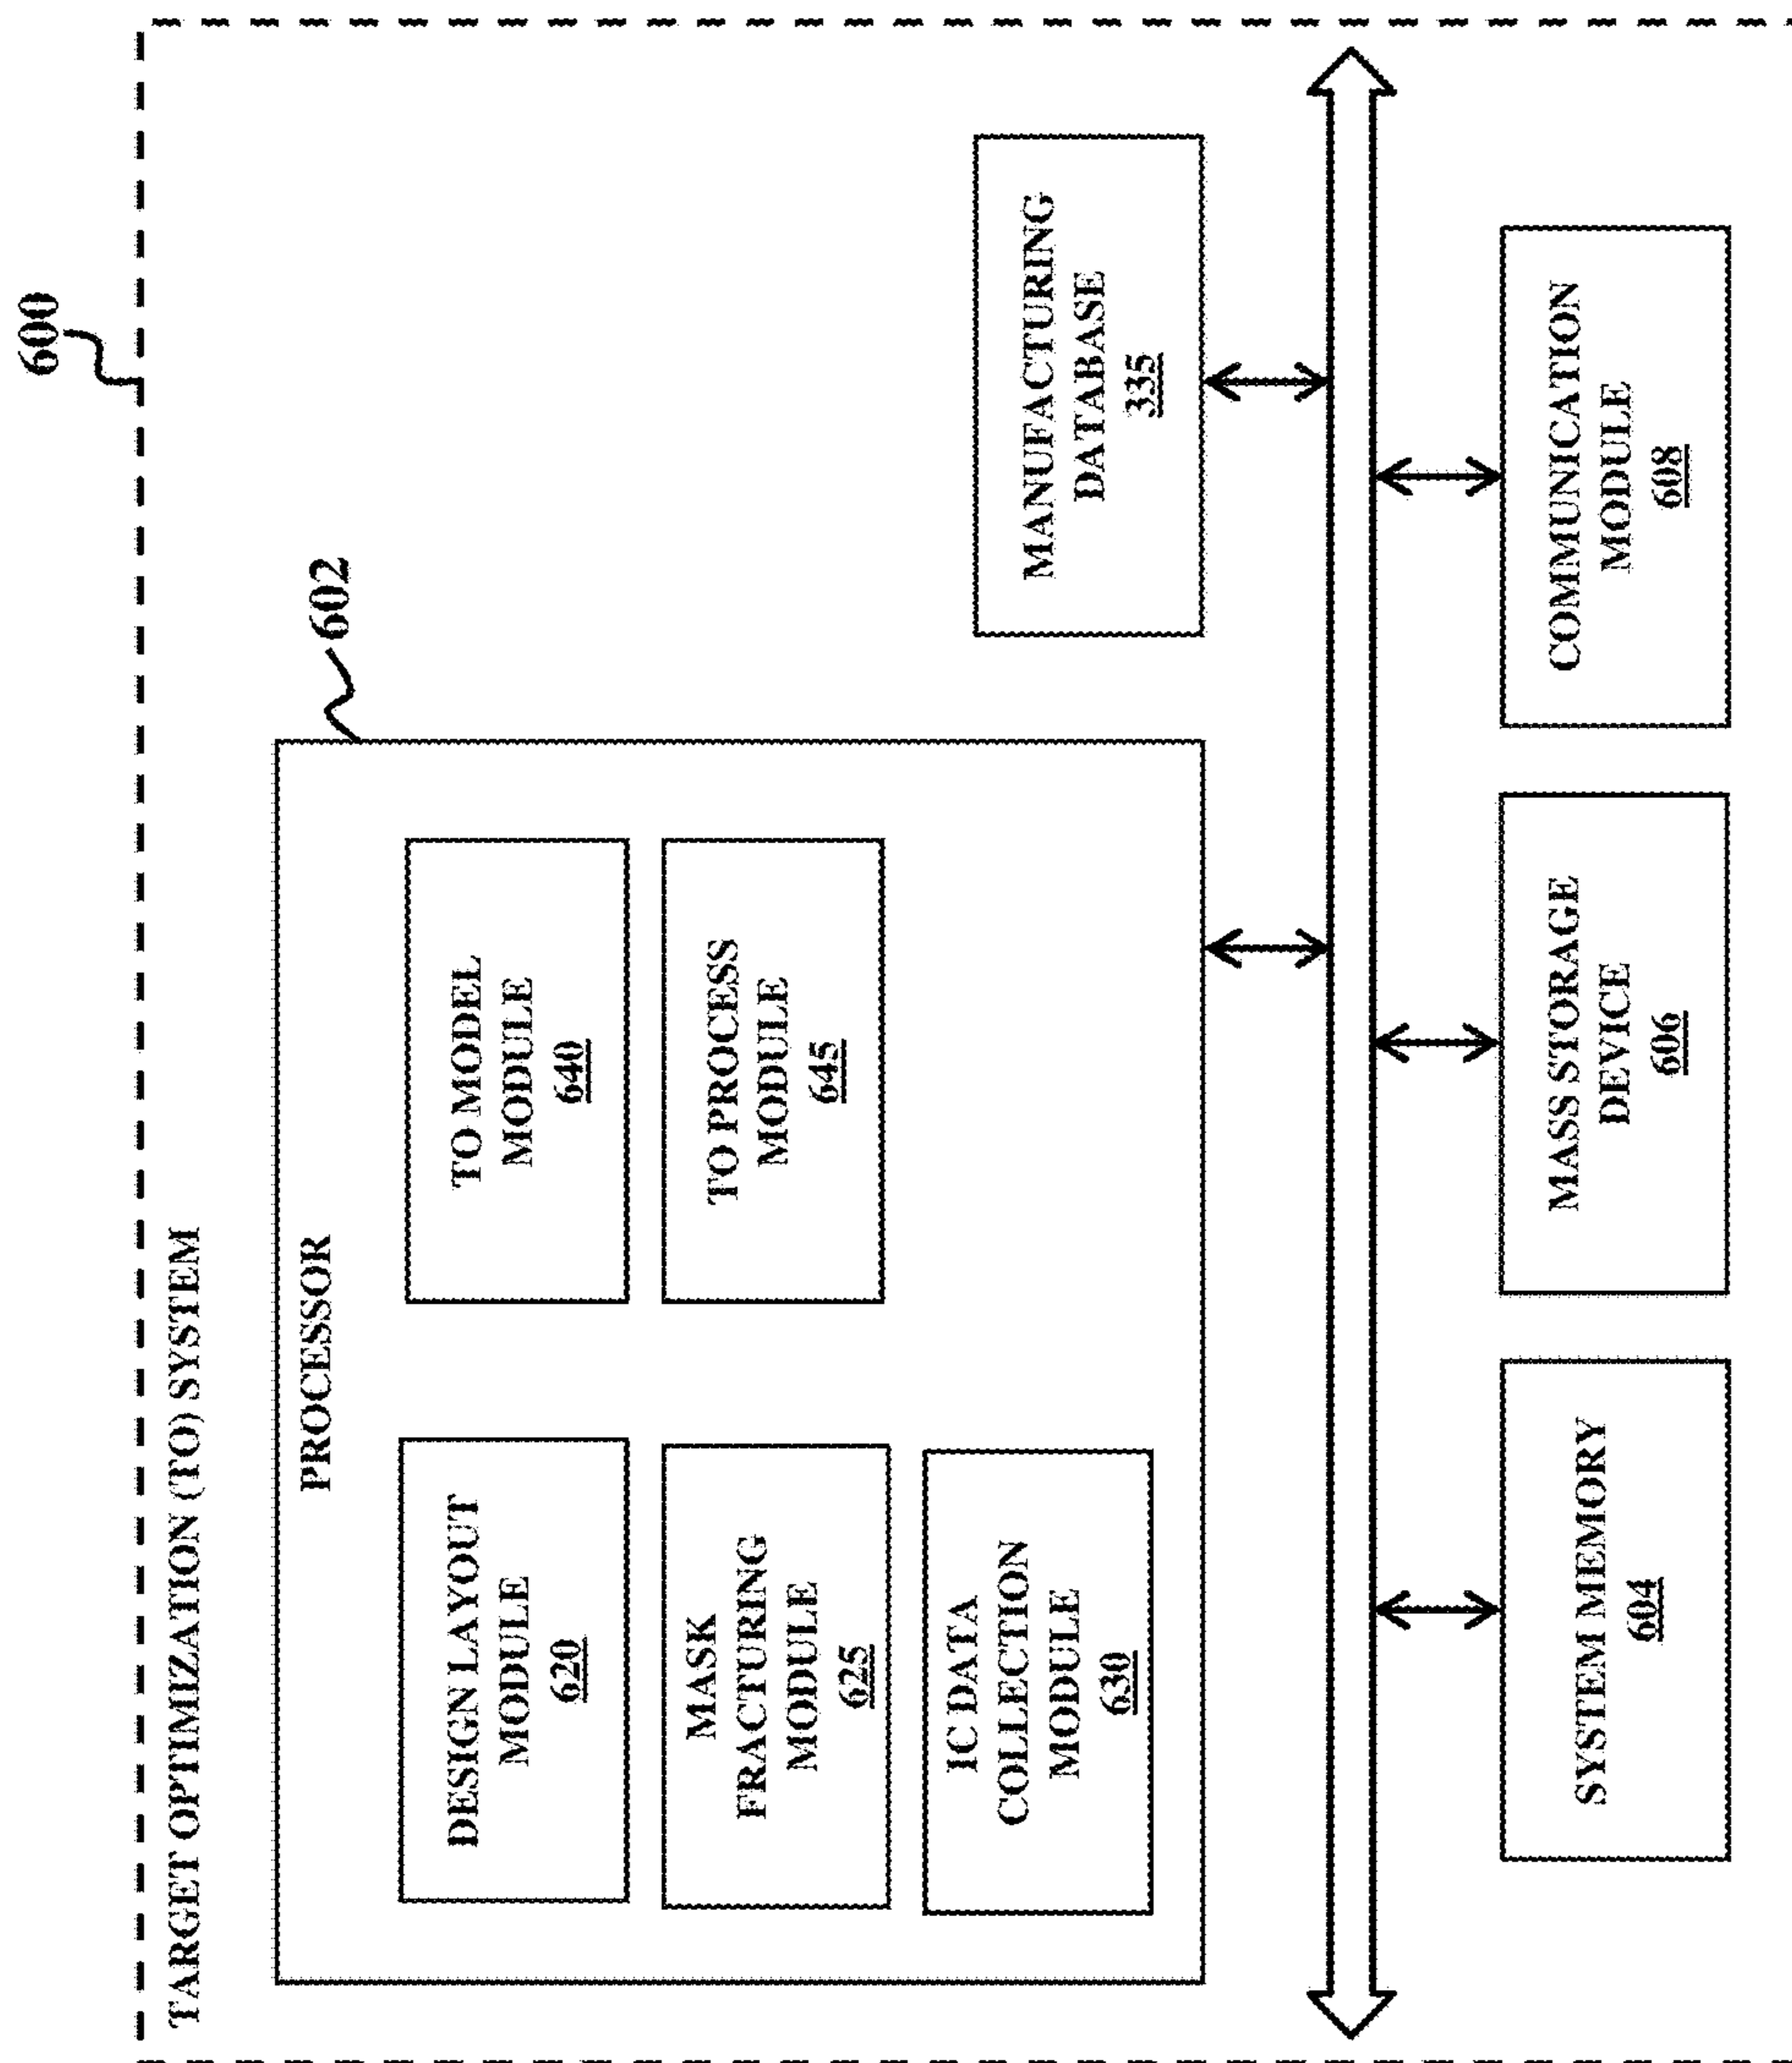 600
TARGET OPTIMIZATION (TO) SYSTEM
602
PROCESSOR
DESIGN LAYOUT
MODULE
620
MASK
FRACTURING
MODULE
625
IC DATA
COLLECTION
MODULE
630
TO MODEL
MODULE
640
TO PROCESS
MODULE
645
MANUFACTURING
DATABASE
335
SYSTEM MEMORY
604
MASS STORAGE
DEVICE
606
COMMUNICATION
MODULE
608